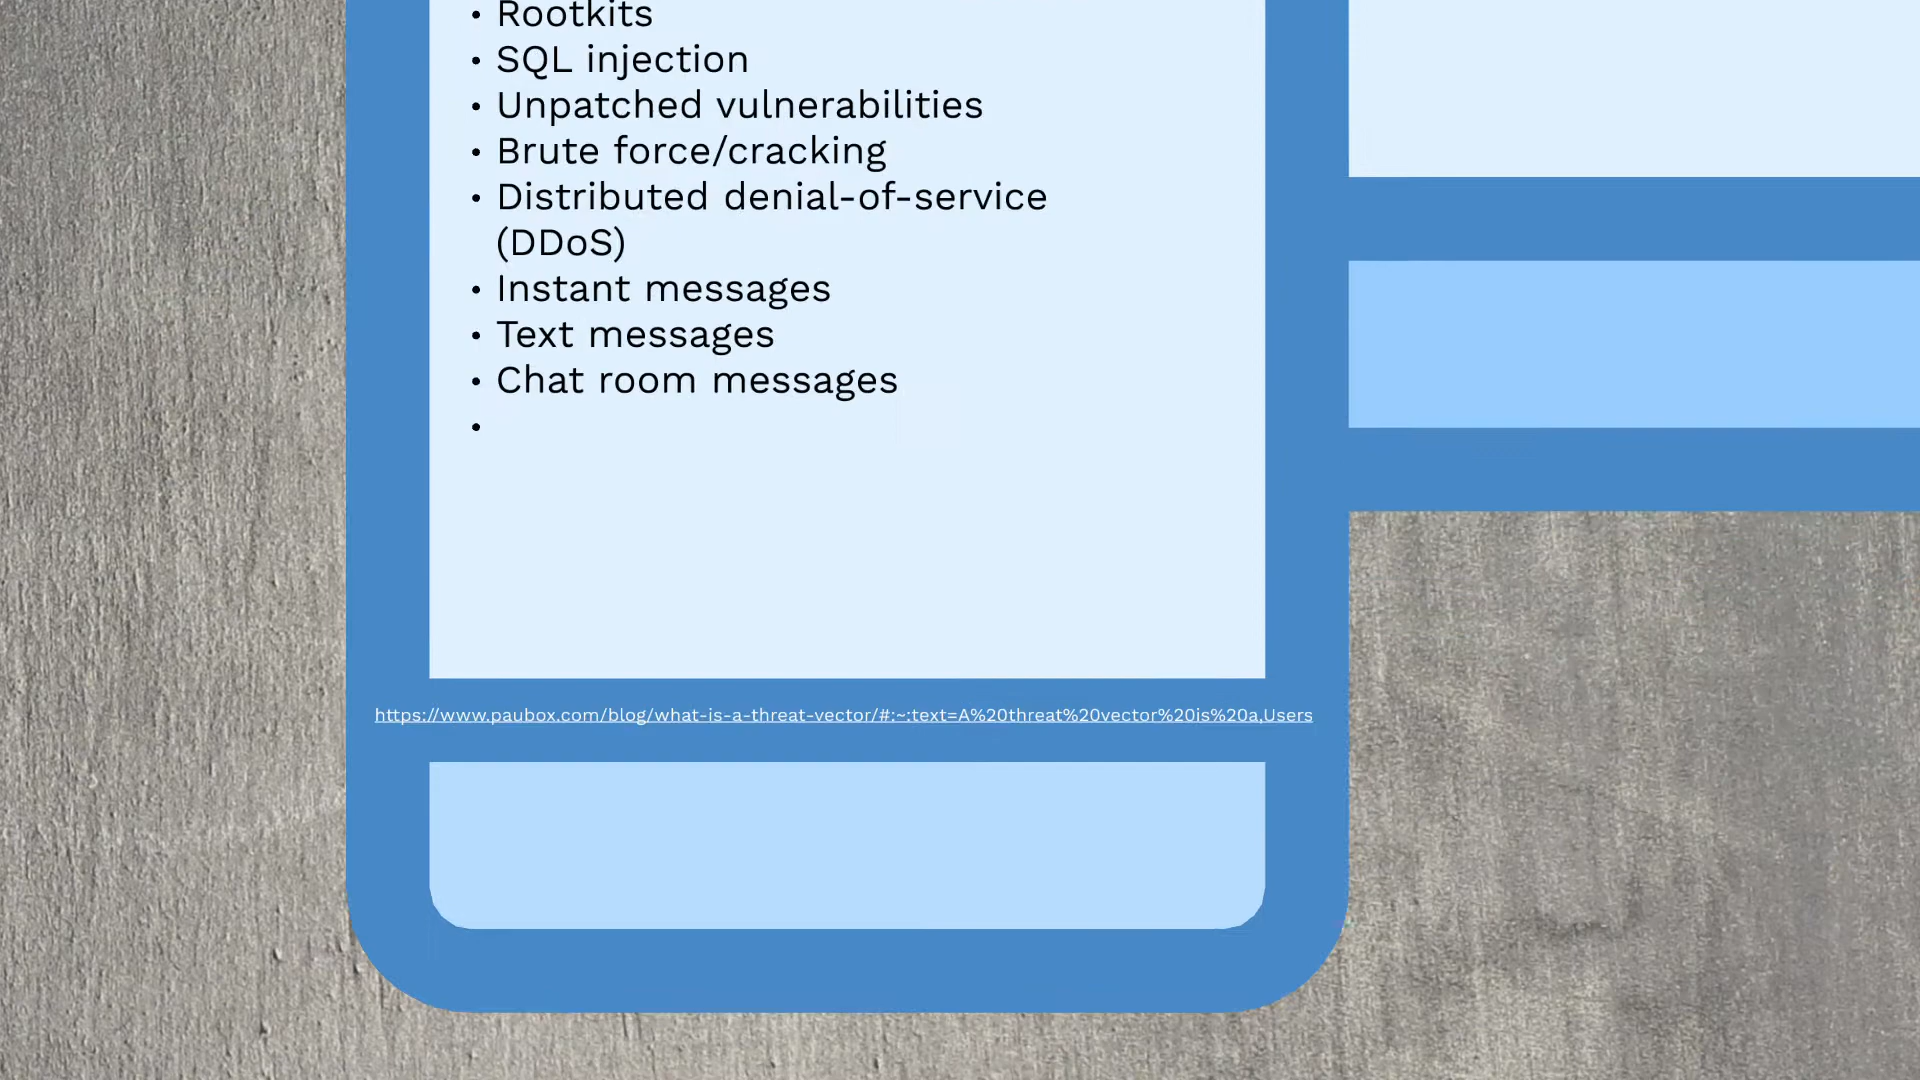 • Rootkits
• SQL injection
• Unpatched vulnerabilities
• Brute force/cracking
• Distributed denial-of-service
(DDoS)
• Instant messages
• Text messages
• Chat room messages
•
https://www.paubox.com/blog/what-is-a-threat-vector/#:~:text=A%20threat%20vector%20is%20a,Users